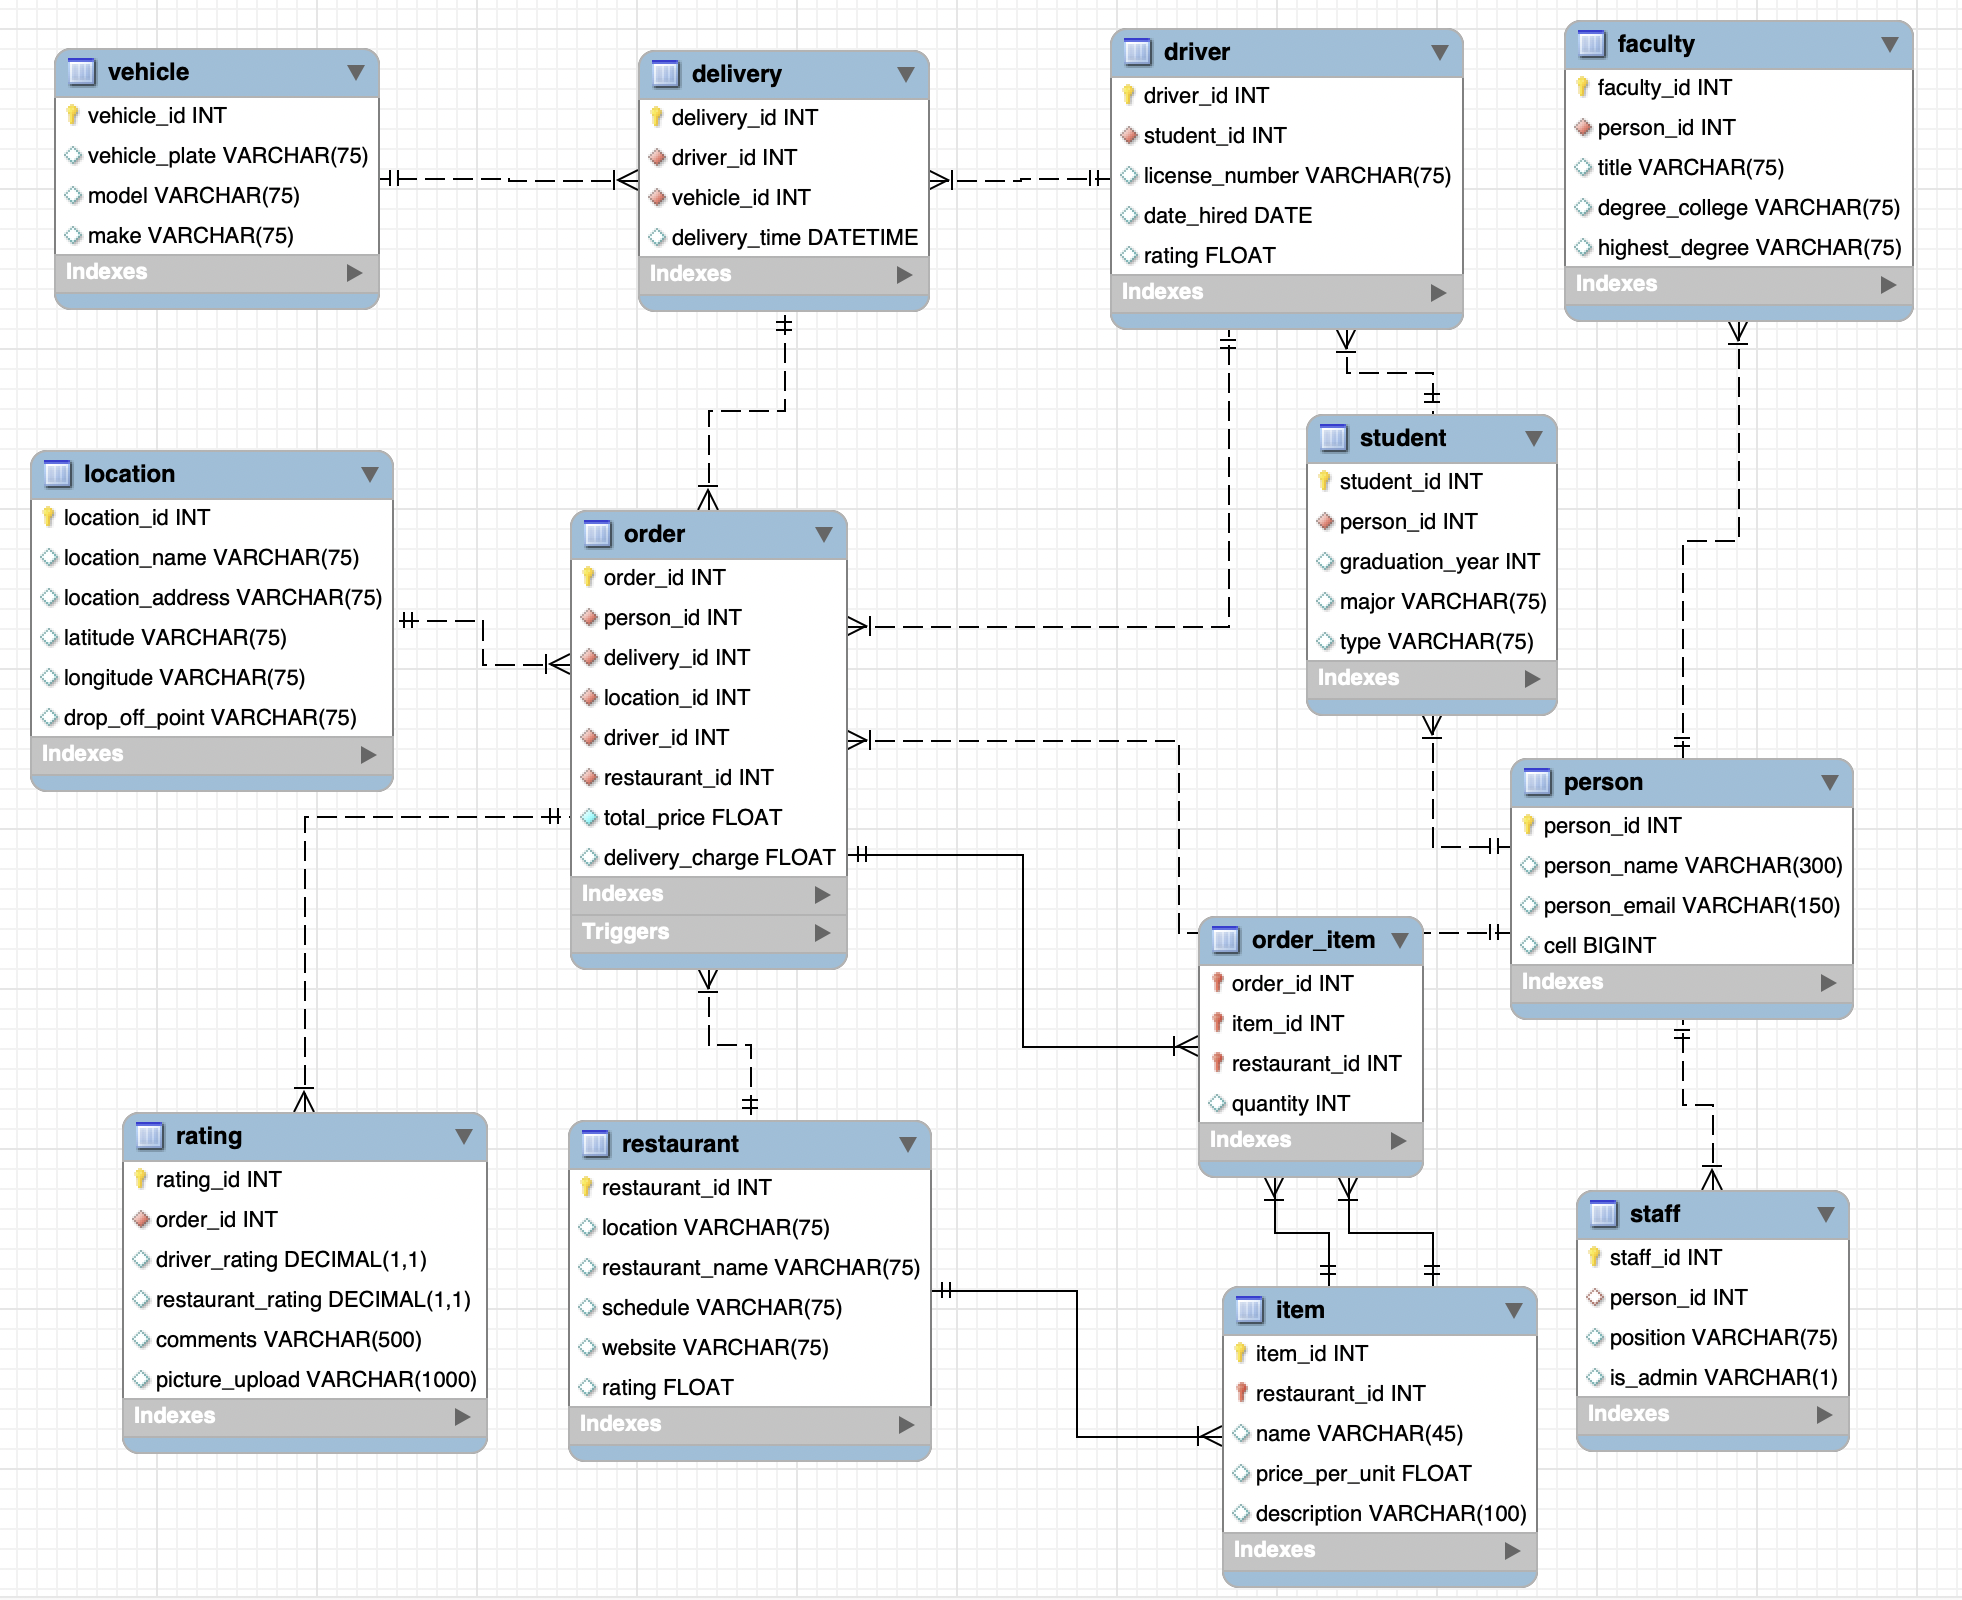 vehicle
vehicle_id INT
vehicle_plate VARCHAR(75)
model VARCHAR(75)
make VARCHAR(75)
Indexes
delivery
delivery_id INT
driver_id INT
vehicle_id INT
delivery_time DATETIME
Indexes
driver
driver_id INT
student_id INT
license_number VARCHAR(75)
date_hired DATE
rating FLOAT
Indexes
faculty
faculty_id INT
person_id INT
title VARCHAR(75)
degree_college VARCHAR(75)
highest_degree VARCHAR(75)
Indexes
location
location_id INT
location_name VARCHAR(75)
location_address VARCHAR(75)
latitude VARCHAR(75)
longitude VARCHAR(75)
drop_off_point VARCHAR(75)
Indexes
order
order_id INT
person_id INT
delivery_id INT
location_id INT
driver_id INT
restaurant_id INT
total_price FLOAT
delivery_charge FLOAT
Indexes
Triggers
student
student_id INT
person_id INT
graduation_year INT
major VARCHAR(75)
type VARCHAR(75)
Indexes
person
person_id INT
person_name VARCHAR(300)
person_email VARCHAR(150)
cell BIGINT
Indexes
order_item
order_id INT
item_id INT
restaurant_id INT
quantity INT
Indexes
rating
rating_id INT
order_id INT
driver_rating DECIMAL(1,1)
restaurant_rating DECIMAL(1,1)
comments VARCHAR(500)
picture_upload VARCHAR(1000)
Indexes
restaurant
restaurant_id INT
location VARCHAR(75)
restaurant_name VARCHAR(75)
schedule VARCHAR(75)
website VARCHAR(75)
rating FLOAT
Indexes
item
item_id INT
restaurant_id INT
name VARCHAR(45)
price_per_unit FLOAT
description VARCHAR(100)
Indexes
staff
staff_id INT
person_id INT
position VARCHAR(75)
is_admin VARCHAR(1)
Indexes